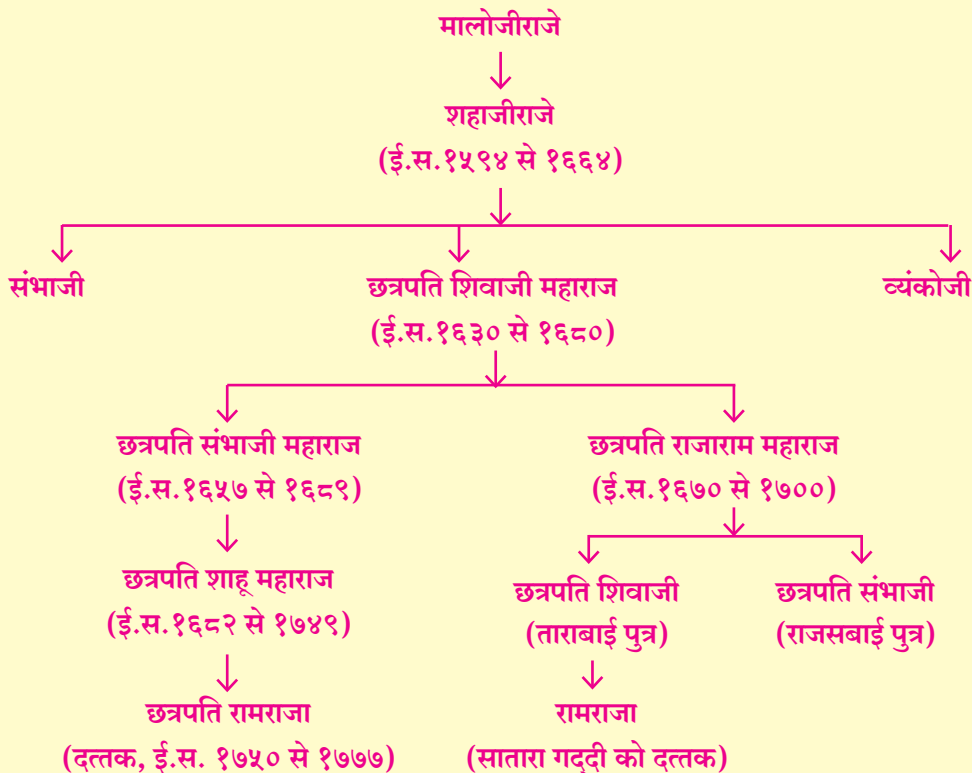 मालोजीराजे
शहाजीराजे
(ई.स.१५९४ से १६६४)
संभाजी
छत्रपति शिवाजी महाराज
(ई.स.१६३० से १६८०)
व्यंकोजी
छत्रपति संभाजी महाराज
(ई.स.१६५७ से १६८९)
छत्रपति राजाराम महाराज
(ई.स.१६७० से १७००)
छत्रपति शाहू महाराज
(ई.स.१६८२ से १७४९)
छत्रपति शिवाजी
(ताराबाई पुत्र)
छत्रपति संभाजी
(राजसबाई पुत्र)
छत्रपति रामराजा
(दत्तक, ई.स. १७५० से १७७७)
रामराजा
(सातारा गद्दी को दत्तक)